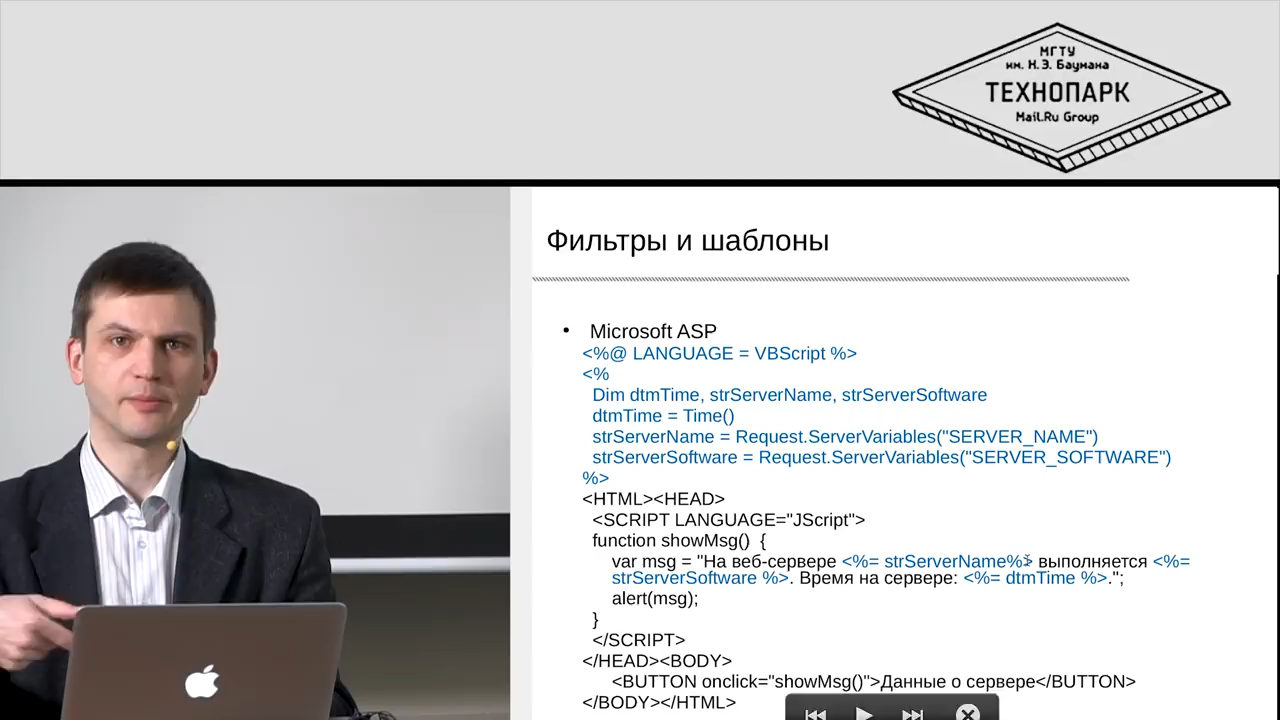 МГТУ
им. Н.Э. Баумана
ТЕХНОПАРК
Mail.Ru Group
Фильтры и шаблоны
• Microsoft ASP
<%@ LANGUAGE = VBScript %>
<%
Dim dtmTime, strServerName, strServerSoftware
dtmTime = Time()
strServerName = Request.ServerVariables("SERVER_NAME")
strServerSoftware = Request.ServerVariables("SERVER_SOFTWARE")
%>
<HTML><HEAD>
<SCRIPT LANGUAGE="JScript">
function showMsg() {
var msg = "На веб-сервере <%= strServerName%> выполняется <%=
strServerSoftware %>. Время на сервере: <%= dtmTime %>.";
alert(msg);
}
</SCRIPT>
</HEAD><BODY>
<BUTTON onclick="showMsg()">Данные о сервере</BUTTON>
</BODY></HTML>